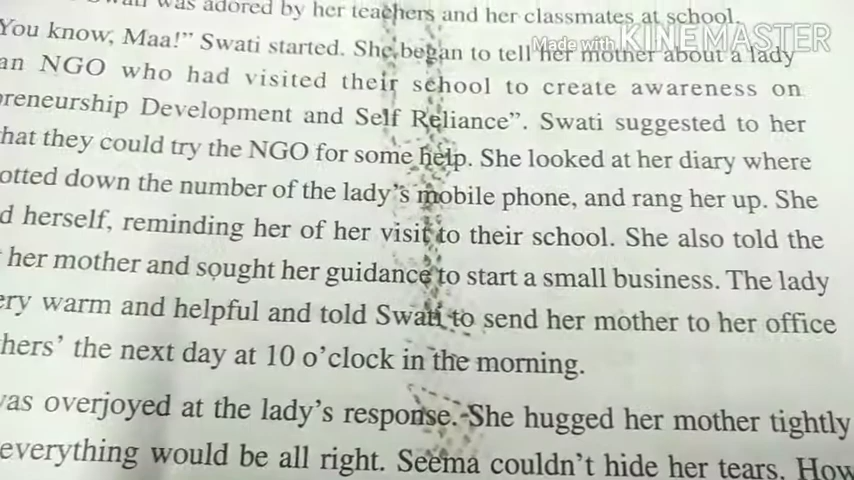 was adored by her teachers and her classmates at school.
Made with KINEMASTER
You know, Maa!” Swati started. She began to tell her mother about a lady
an NGO who had visited their school to create awareness on
preneurship Development and Self Reliance”. Swati suggested to her
hat they could try the NGO for some help. She looked at her diary where
otted down the number of the lady’s mobile phone, and rang her up. She
d herself, reminding her of her visit to their school. She also told the
her mother and sought her guidance to start a small business. The lady
ery warm and helpful and told Swati to send her mother to her office
hers’ the next day at 10 o’clock in the morning.
was overjoyed at the lady’s response. She hugged her mother tightly
everything would be all right. Seema couldn’t hide her tears. How